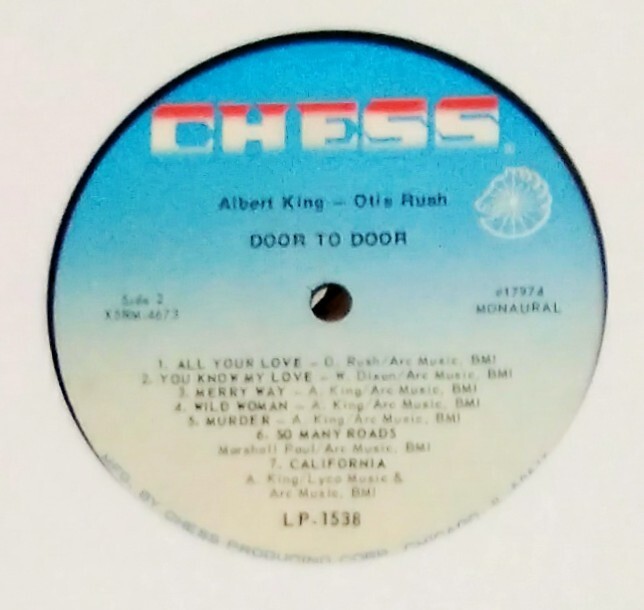 CHESS
Albert King - Otis Rush
DOOR TO DOOR
Side 2
#17974
MONAURAL
1. ALL YOUR LOVE - O. Rush/Arc Music, BMI
2. YOU KNOW MY LOVE - W. Dixon/Arc Music, BMI
3. MERRY WAY - A. King/Arc Music, BMI
4. WILD WOMAN - A. King/Arc Music, BMI
5. MURDER - A. King/Arc Music, BMI
6. SO MANY ROADS
Marshall Paul/Arc Music, BMI
7. CALIFORNIA
A. King/Lyco Music &
Arc Music, BMI
LP-1538
MFG. BY CHESS PRODUCING CORP. CHICAGO,